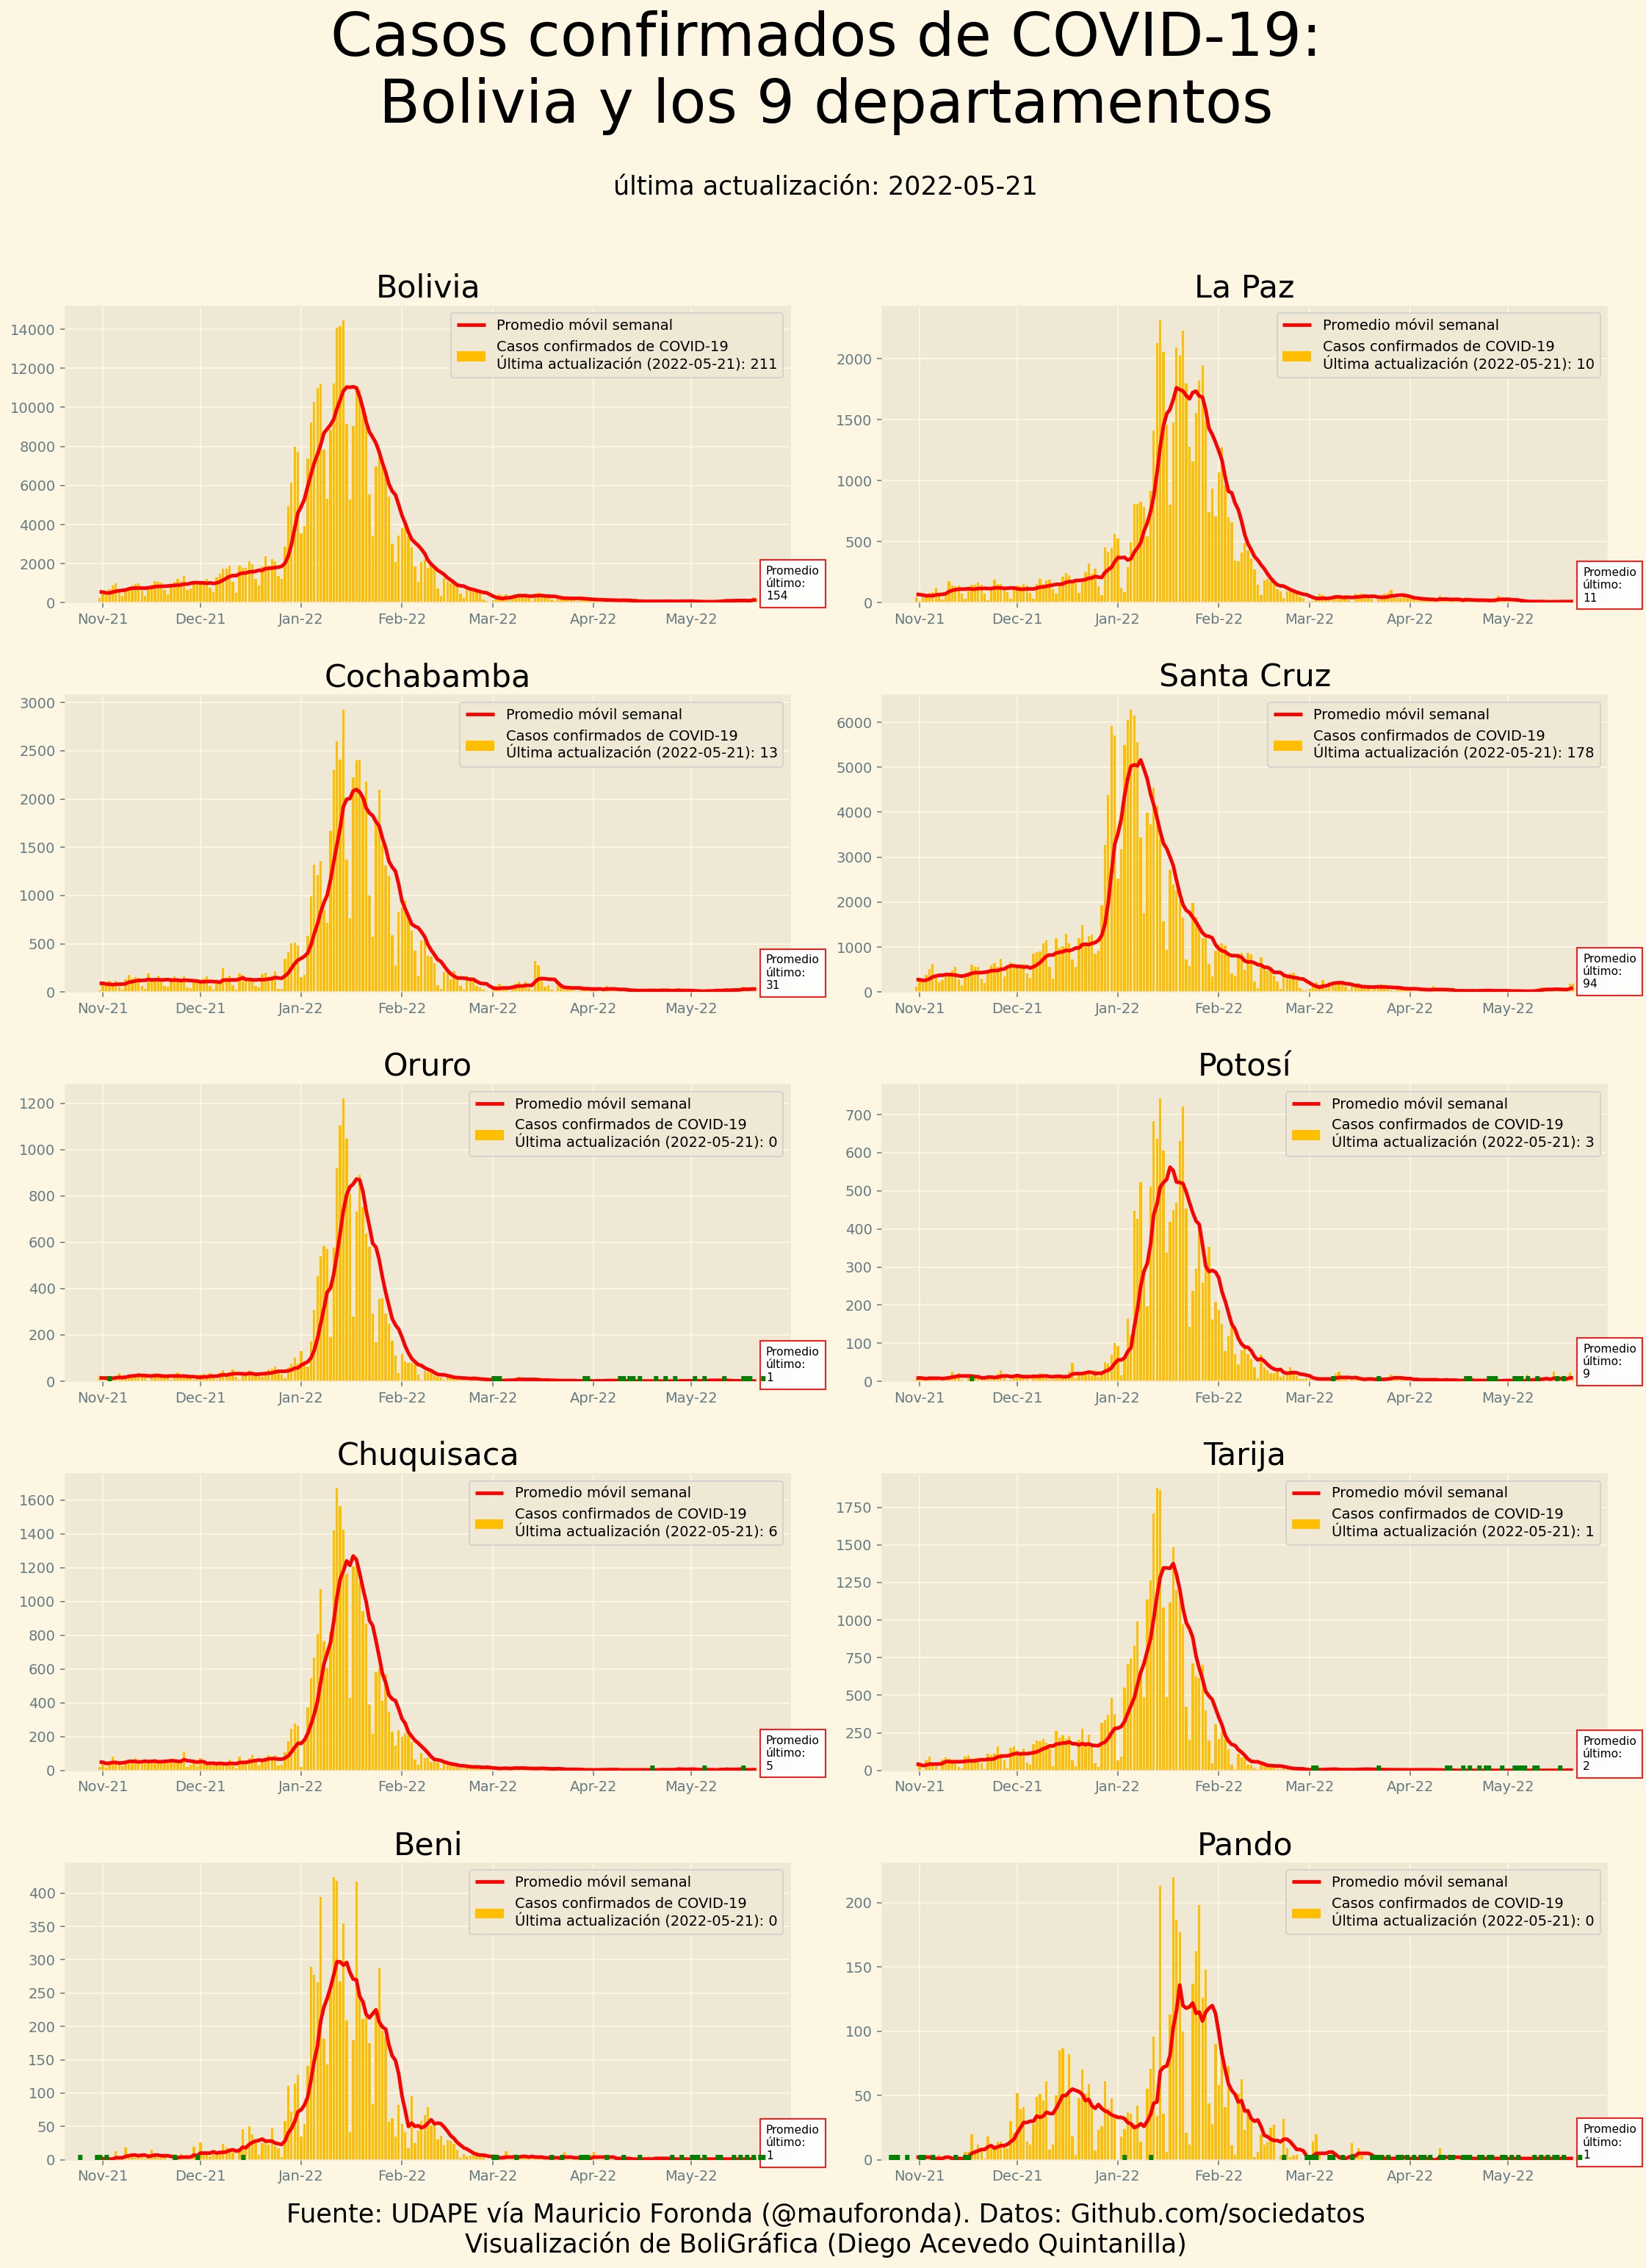 Casos confirmados de COVID-19:
Bolivia y los 9 departamentos
última actualización: 2022-05-21
Bolivia
14000
12000
10000
8000
6000
4000
2000
0
Promedio móvil semanal
Casos confirmados de COVID-19
Última actualización (2022-05-21): 211
Promedio
último:
154
Nov-21 Dec-21 Jan-22 Feb-22 Mar-22 Apr-22 May-22
La Paz
2000
1500
1000
500
0
Promedio móvil semanal
Casos confirmados de COVID-19
Última actualización (2022-05-21): 10
Promedio
último:
11
Nov-21 Dec-21 Jan-22 Feb-22 Mar-22 Apr-22 May-22
Cochabamba
3000
2500
2000
1500
1000
500
0
Promedio móvil semanal
Casos confirmados de COVID-19
Última actualización (2022-05-21): 13
Promedio
último:
31
Nov-21 Dec-21 Jan-22 Feb-22 Mar-22 Apr-22 May-22
Santa Cruz
6000
5000
4000
3000
2000
1000
0
Promedio móvil semanal
Casos confirmados de COVID-19
Última actualización (2022-05-21): 178
Promedio
último:
94
Nov-21 Dec-21 Jan-22 Feb-22 Mar-22 Apr-22 May-22
Oruro
1200
1000
800
600
400
200
0
Promedio móvil semanal
Casos confirmados de COVID-19
Última actualización (2022-05-21): 0
Promedio
último:
1
Nov-21 Dec-21 Jan-22 Feb-22 Mar-22 Apr-22 May-22
Potosí
700
600
500
400
300
200
100
0
Promedio móvil semanal
Casos confirmados de COVID-19
Última actualización (2022-05-21): 3
Promedio
último:
9
Nov-21 Dec-21 Jan-22 Feb-22 Mar-22 Apr-22 May-22
Chuquisaca
1600
1400
1200
1000
800
600
400
200
0
Promedio móvil semanal
Casos confirmados de COVID-19
Última actualización (2022-05-21): 6
Promedio
último:
5
Nov-21 Dec-21 Jan-22 Feb-22 Mar-22 Apr-22 May-22
Tarija
1750
1500
1250
1000
750
500
250
0
Promedio móvil semanal
Casos confirmados de COVID-19
Última actualización (2022-05-21): 1
Promedio
último:
2
Nov-21 Dec-21 Jan-22 Feb-22 Mar-22 Apr-22 May-22
Beni
400
350
300
250
200
150
100
50
0
Promedio móvil semanal
Casos confirmados de COVID-19
Última actualización (2022-05-21): 0
Promedio
último:
1
Nov-21 Dec-21 Jan-22 Feb-22 Mar-22 Apr-22 May-22
Pando
200
150
100
50
0
Promedio móvil semanal
Casos confirmados de COVID-19
Última actualización (2022-05-21): 0
Promedio
último:
1
Nov-21 Dec-21 Jan-22 Feb-22 Mar-22 Apr-22 May-22
Fuente: UDAPE vía Mauricio Foronda (@mauforonda). Datos: Github.com/sociedatos
Visualización de BoliGráfica (Diego Acevedo Quintanilla)